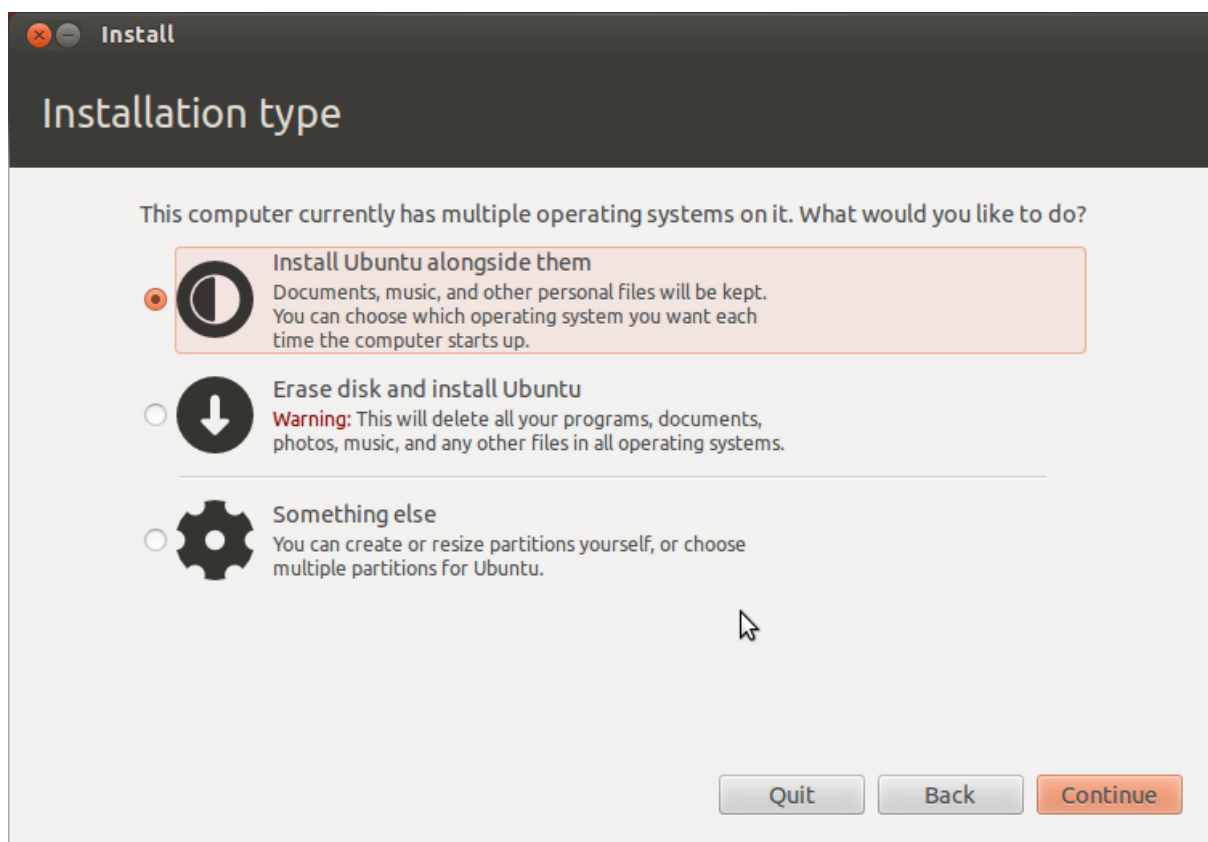 Install
Installation type
This computer currently has multiple operating systems on it. What would you like to do?
Install Ubuntu alongside them
Documents, music, and other personal files will be kept.
You can choose which operating system you want each
time the computer starts up.
Erase disk and install Ubuntu
Warning: This will delete all your programs, documents,
photos, music, and any other files in all operating systems.
Something else
You can create or resize partitions yourself, or choose
multiple partitions for Ubuntu.
Quit Back Continue